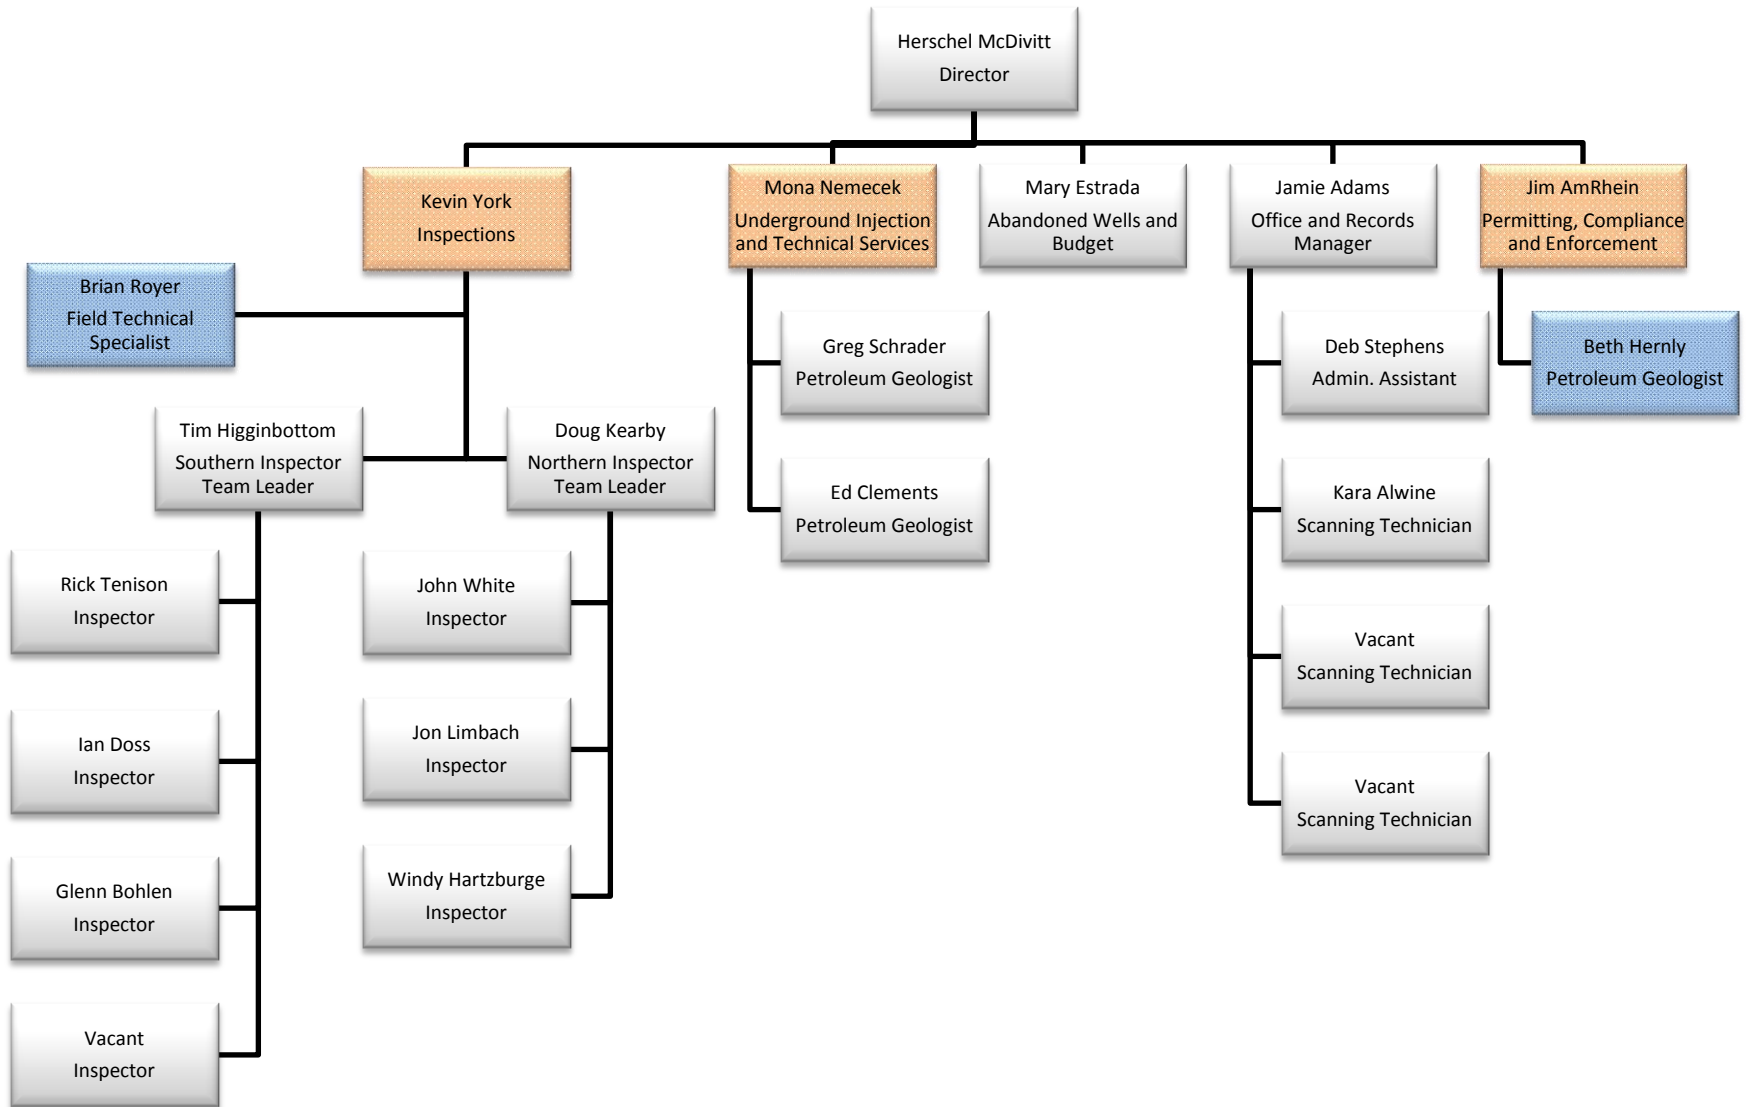 Herschel McDivitt
Director
Kevin York
Inspections
Mona Nemecek
Underground Injection
and Technical Services
Mary Estrada
Abandoned Wells and
Budget
Jamie Adams
Office and Records
Manager
Jim AmRhein
Permitting, Compliance
and Enforcement
Brian Royer
Field Technical
Specialist
Greg Schrader
Petroleum Geologist
Deb Stephens
Admin. Assistant
Beth Hernly
Petroleum Geologist
Tim Higginbottom
Southern Inspector
Team Leader
Doug Kearby
Northern Inspector
Team Leader
Ed Clements
Petroleum Geologist
Kara Alwine
Scanning Technician
Rick Tenison
Inspector
John White
Inspector
Vacant
Scanning Technician
Ian Doss
Inspector
Jon Limbach
Inspector
Vacant
Scanning Technician
Glenn Bohlen
Inspector
Windy Hartzburge
Inspector
Vacant
Inspector